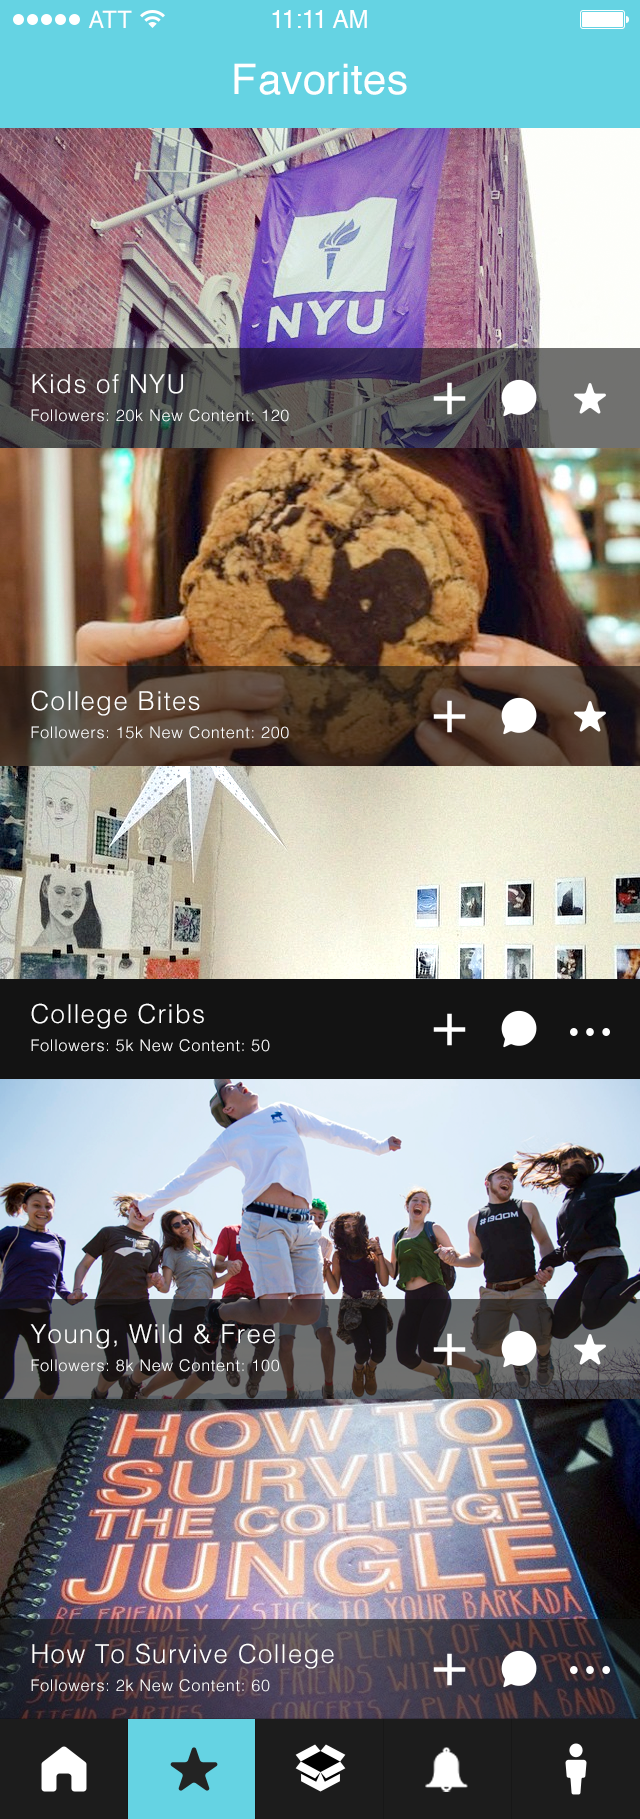 ATT 11:11 AM
Favorites
NYU
Kids of NYU
Followers: 20k New Content: 120
College Bites
Followers: 15k New Content: 200
College Cribs
Followers: 5k New Content: 50
#BOOM
Young, Wild & Free
Followers: 8k New Content: 100
HOW TO
SURVIVE
THE COLLEGE
JUNGLE
BE FRIENDLY / STICK TO YOUR BARKADA
PLENTY OF WATER
How To Survive College
STUDY WELL / BE FRIENDS WITH YOUR PROF
Followers: 2k New Content: 60
ATTEND PARTIES CONCERTS / PLAY IN A BAND